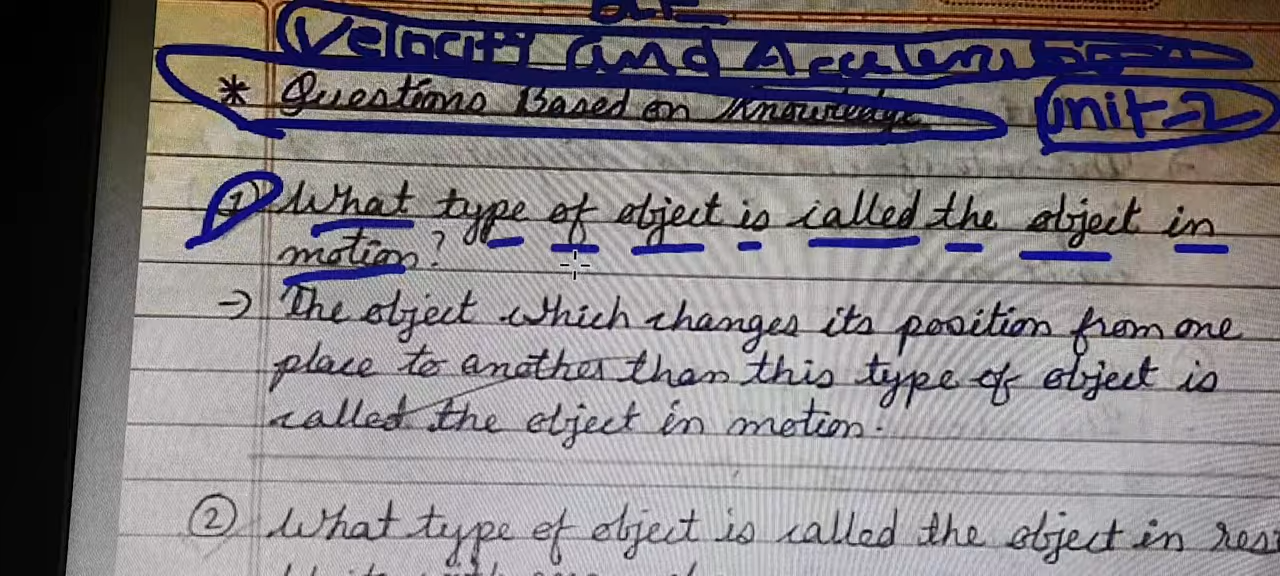 Velocity and Acceleration
* Questions Based on Knowledge
Unit-2
① What type of object is called the object in
motion?
→ The object which changes its position from one
place to another than this type of object is
called the object in motion.
② What type of object is called the object in res